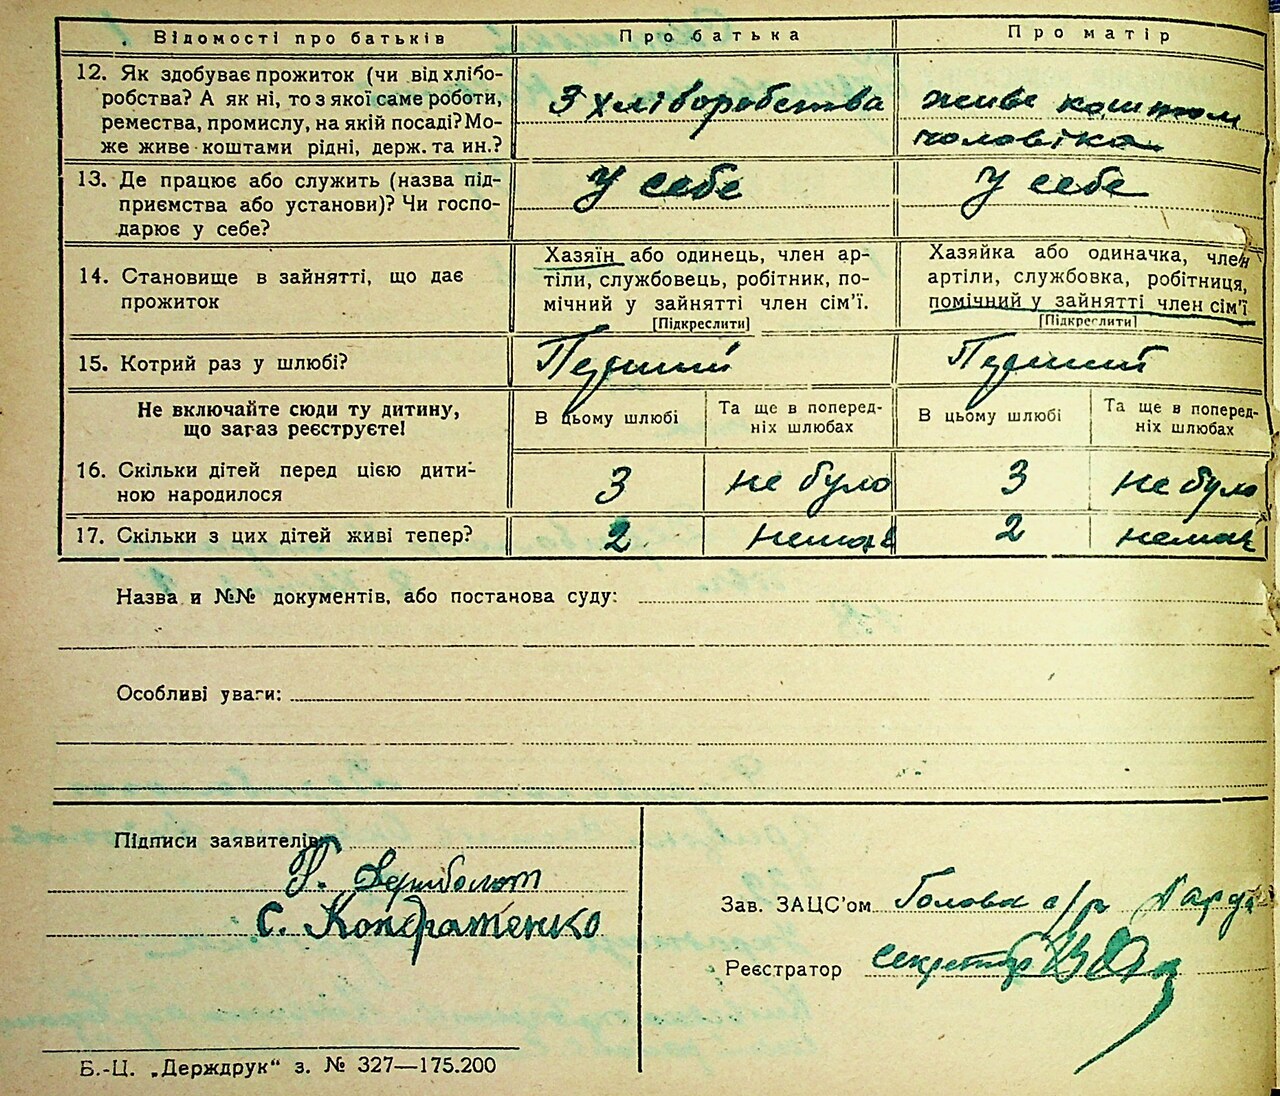 Відомості про батьків
Про батька
Про матір
12. Як здобуває прожиток (чи від хлібо-
робства? А як ні, то з якої саме роботи,
ремества, промислу, на якій посаді? Мо-
же живе коштами рідні, держ. та ин.?
З хліборобства
живе коштом
чоловіка
13. Де працює або служить (назва під-
приємства або установи)? Чи госпо-
дарює у себе?
У себе
У себе
14. Становище в зайнятті, що дає
прожиток
Хазяїн або одинець, член ар-
тіли, службовець, робітник, по-
мічний у зайнятті член сім'ї.
[Підкреслити]
Хазяйка або одиначка, член
артіли, службовка, робітниця,
помічний у зайнятті член сім'ї
[Підкреслити]
15. Котрий раз у шлюбі?
Перший
Перший
Не включайте сюди ту дитину,
що загаз реєструєте!
В цьому шлюбі
Та ще в поперед-
ніх шлюбах
В цьому шлюбі
Та ще в поперед-
ніх шлюбах
16. Скільки дітей перед цією дити-
ною народилося
3
не було
3
не було
17. Скільки з цих дітей живі тепер?
2
немає
2
немає
Назва и №№ документів, або постанова суду:
Особливі уваги:
Підписи заявителів
С. Кондратенко
Зав. ЗАЦС'ом Голова с/р
Реєстратор секретар
Б.-Ц. „Держдрук“ з. № 327—175.200